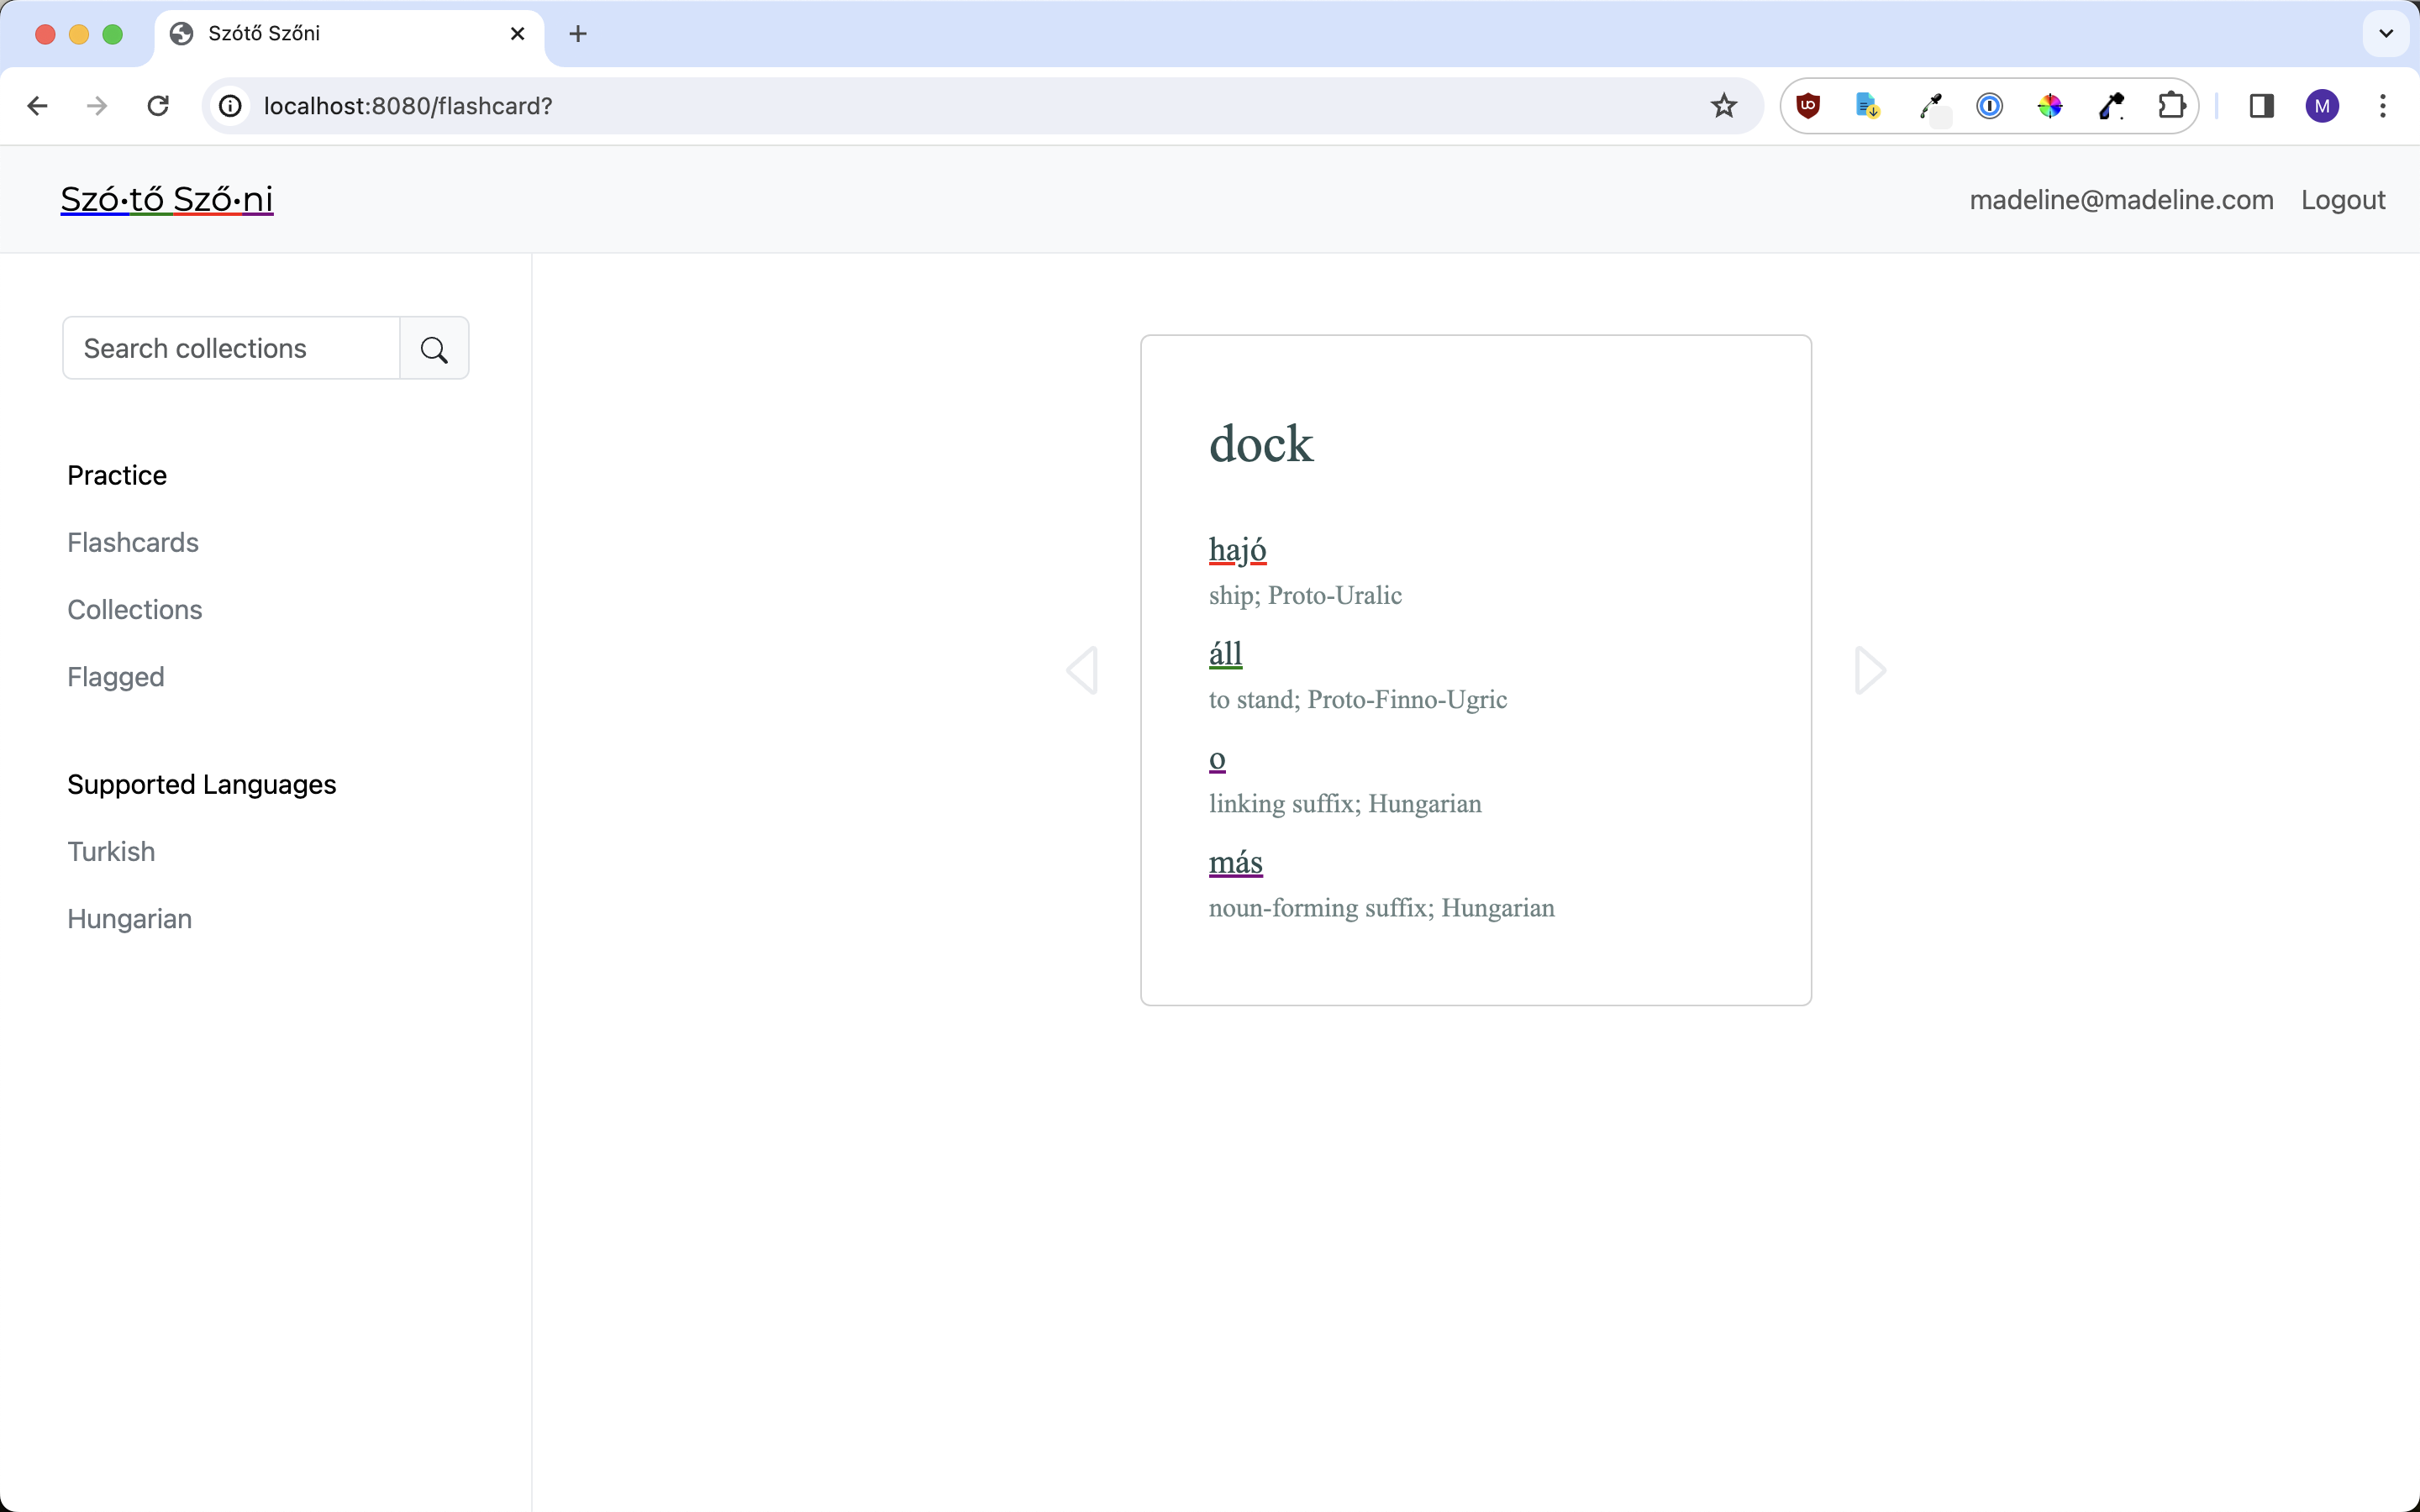 Szótő Szőni
localhost:8080/flashcard?
M
Szó·tő Sző·ni
madeline@madeline.com Logout
Search collections
Practice
Flashcards
Collections
Flagged
Supported Languages
Turkish
Hungarian
dock
hajó
ship; Proto-Uralic
áll
to stand; Proto-Finno-Ugric
o
linking suffix; Hungarian
más
noun-forming suffix; Hungarian